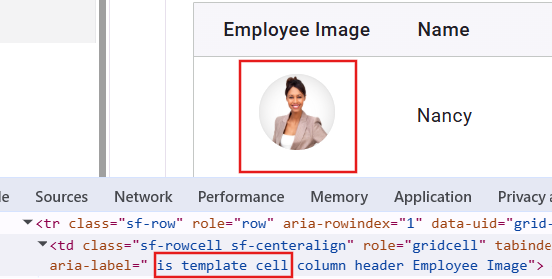 Employee Image Name
Nancy
Sources Network Performance Memory Application Privacy a
<tr class="sf-row" role="row" aria-rowindex="1" data-uid="grid-
<td class="sf-rowcell sf-centeralign" role="gridcell" tabinde
aria-label=" is template cell column header Employee Image">